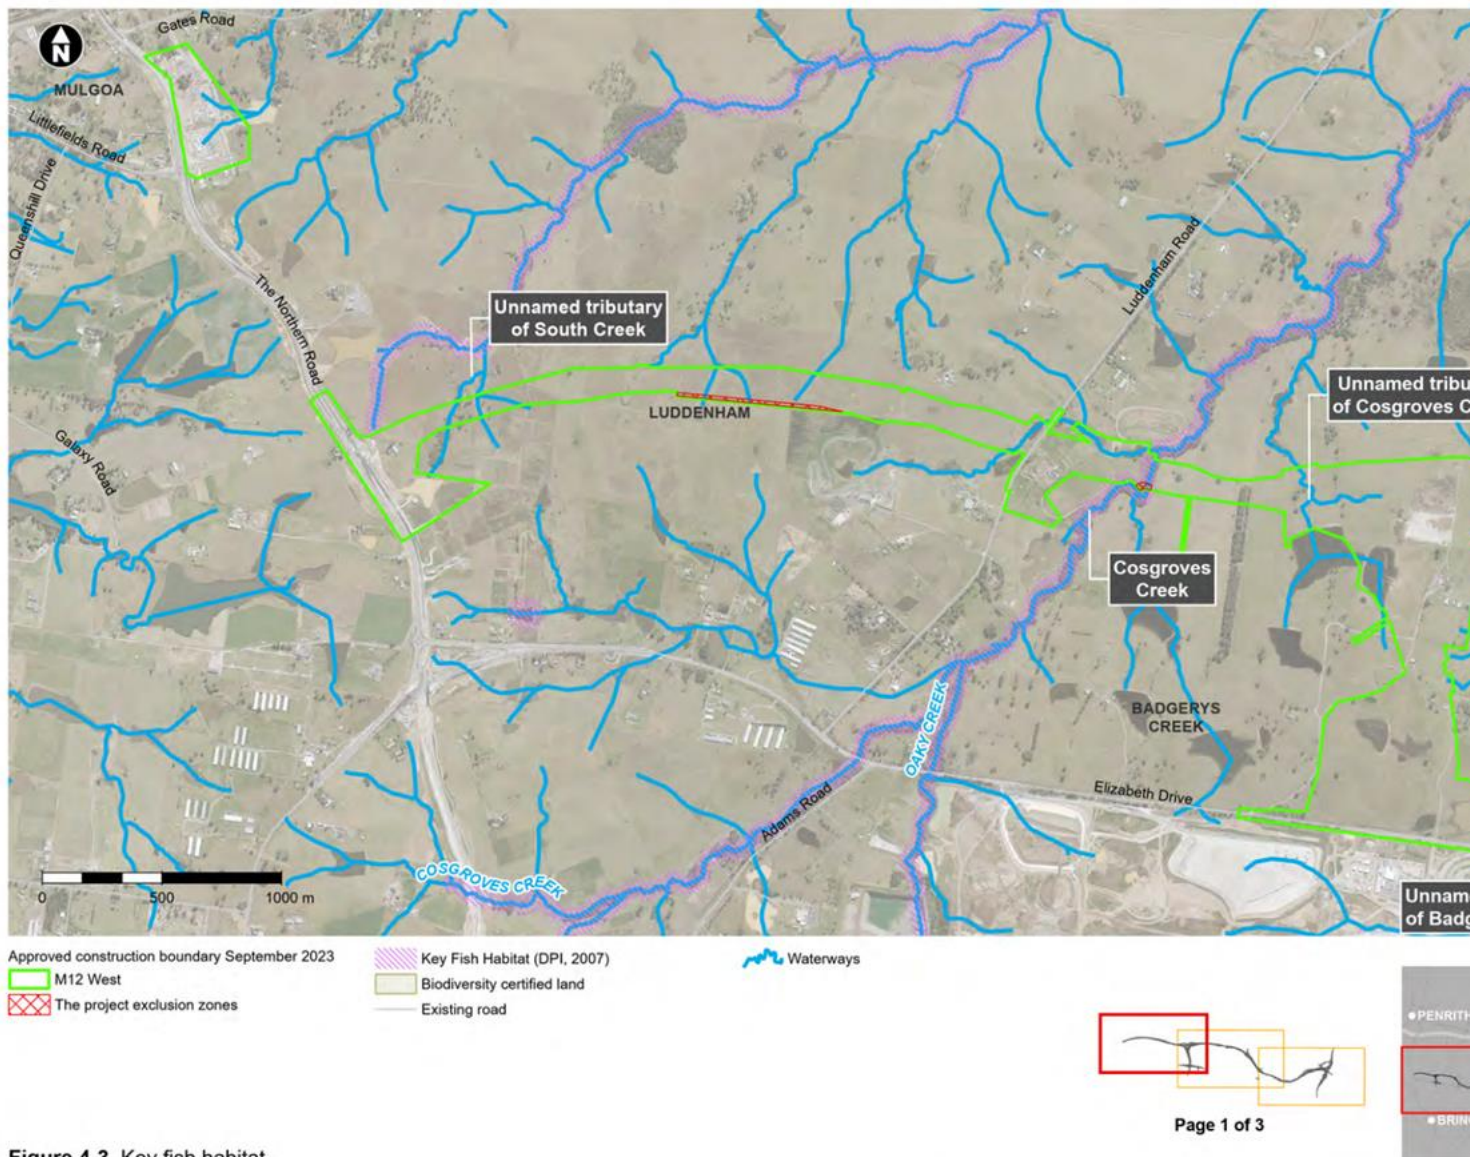 Gates Road
N
MULGOA
Littlefields Road
Queenshill Drive
The Northern Road
Unnamed tributary
of South Creek
Luddenham Road
LUDDENHAM
Unnamed tribu
of Cosgroves C
Galaxy Road
Cosgroves
Creek
OAKY CREEK
BADGERYS
CREEK
Elizabeth Drive
Adams Road
COSGROVES CREEK
0 500 1000 m
Unnam
of Badg
Approved construction boundary September 2023
M12 West
The project exclusion zones
Key Fish Habitat (DPI, 2007)
Biodiversity certified land
Existing road
Waterways
PENRITH
BRIN
Page 1 of 3
Figure 4-3 Key fish habitat